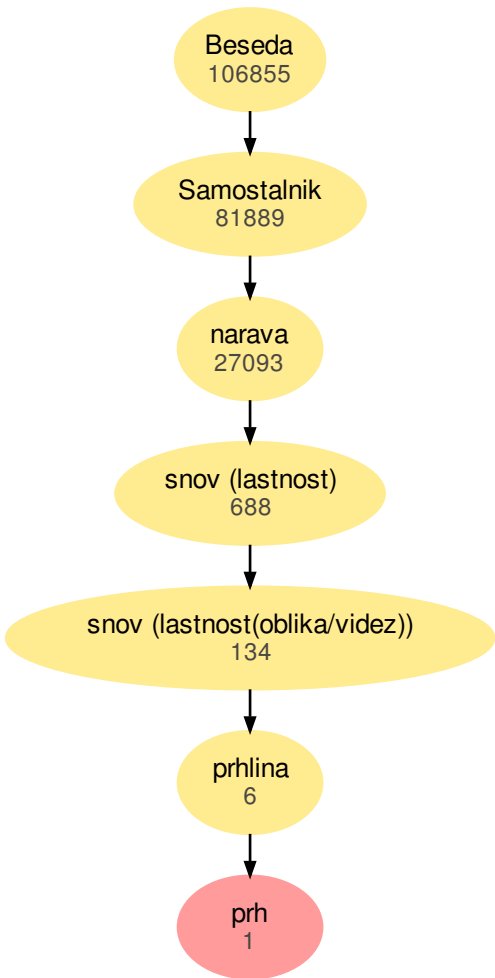 Beseda
106855
Samostalnik
81889
narava
27093
snov (lastnost)
688
snov (lastnost(oblika/videz))
134
prhlina
6
prh
1